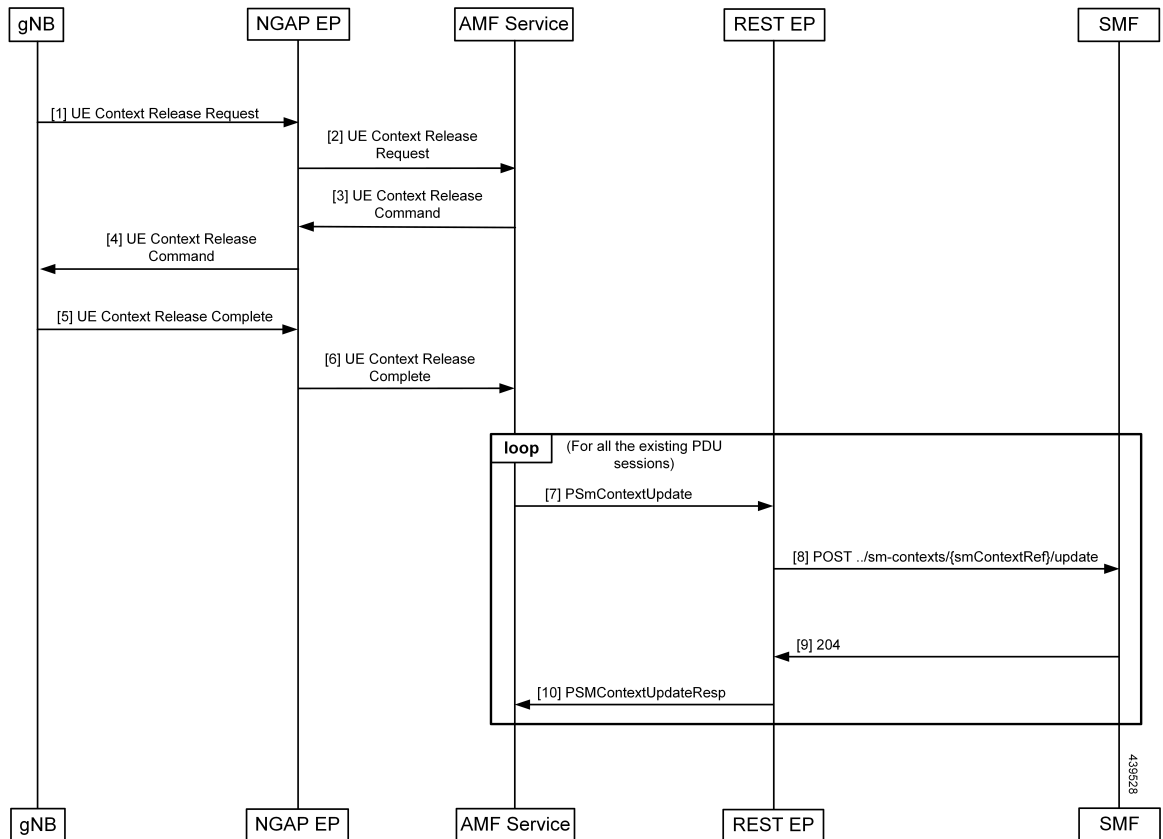 gNB
NGAP EP
AMF Service
REST EP
SMF
[1] UE Context Release Request
[2] UE Context Release
Request
[3] UE Context Release
Command
[4] UE Context Release
Command
[5] UE Context Release Complete
[6] UE Context Release
Complete
loop
(For all the existing PDU
sessions)
[7] PSmContextUpdate
[8] POST ../sm-contexts/{smContextRef}/update
[9] 204
[10] PSMContextUpdateResp
439528
gNB
NGAP EP
AMF Service
REST EP
SMF